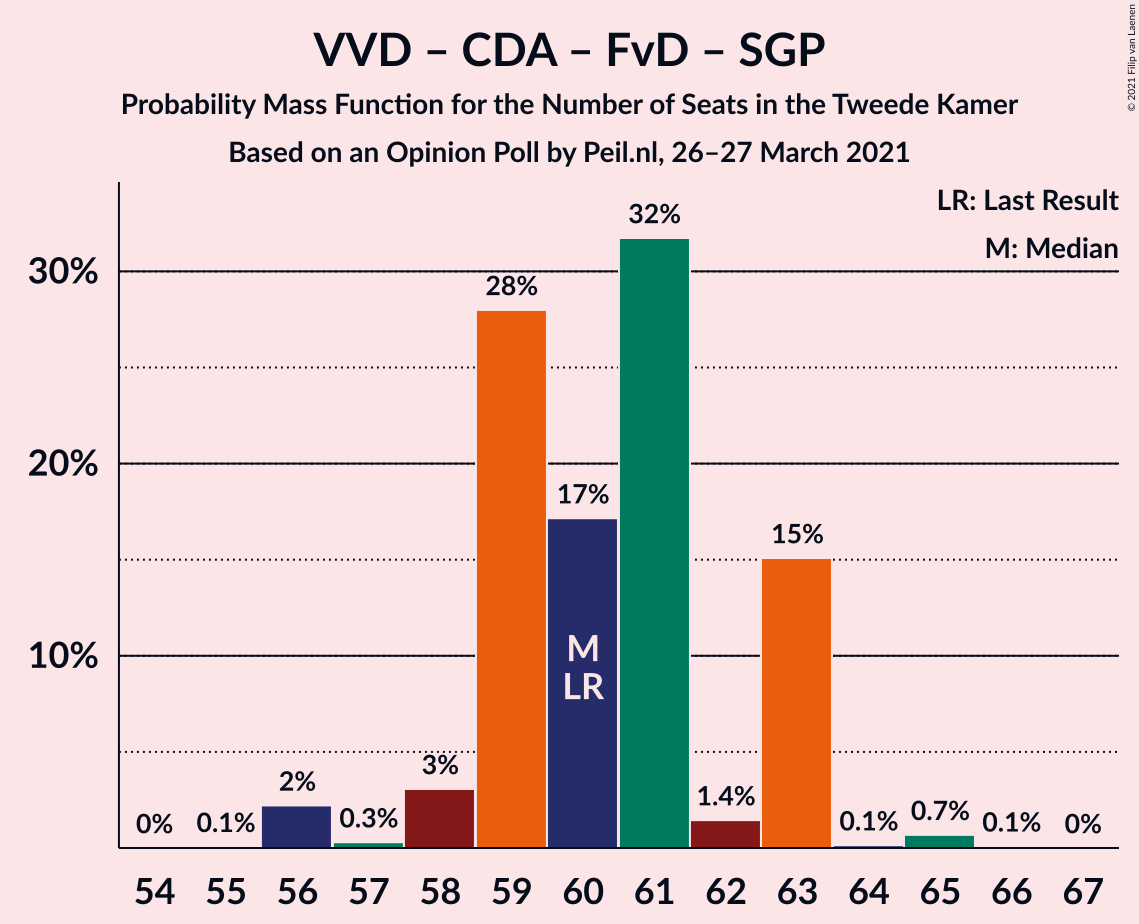 VVD – CDA – FvD – SGP
Probability Mass Function for the Number of Seats in the Tweede Kamer
Based on an Opinion Poll by Peil.nl, 26–27 March 2021
© 2021 Filip van Laenen
LR: Last Result
M: Median
30%
20%
10%
0%
0.1%
2%
0.3%
3%
28%
17%
32%
1.4%
15%
0.1%
0.7%
0.1%
0%
M
LR
54 55 56 57 58 59 60 61 62 63 64 65 66 67